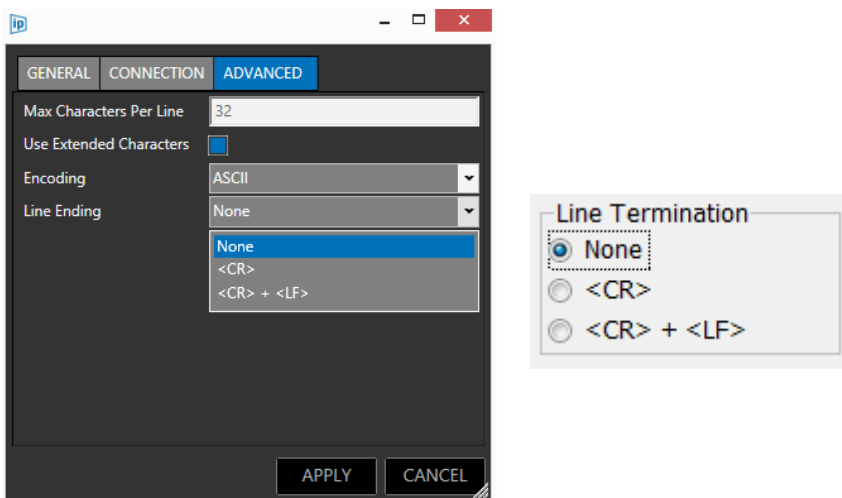 ip
GENERAL CONNECTION ADVANCED
Max Characters Per Line 32
Use Extended Characters
Encoding ASCII
Line Ending None
None
<CR>
<CR> + <LF>
APPLY CANCEL
Line Termination
None
<CR>
<CR> + <LF>